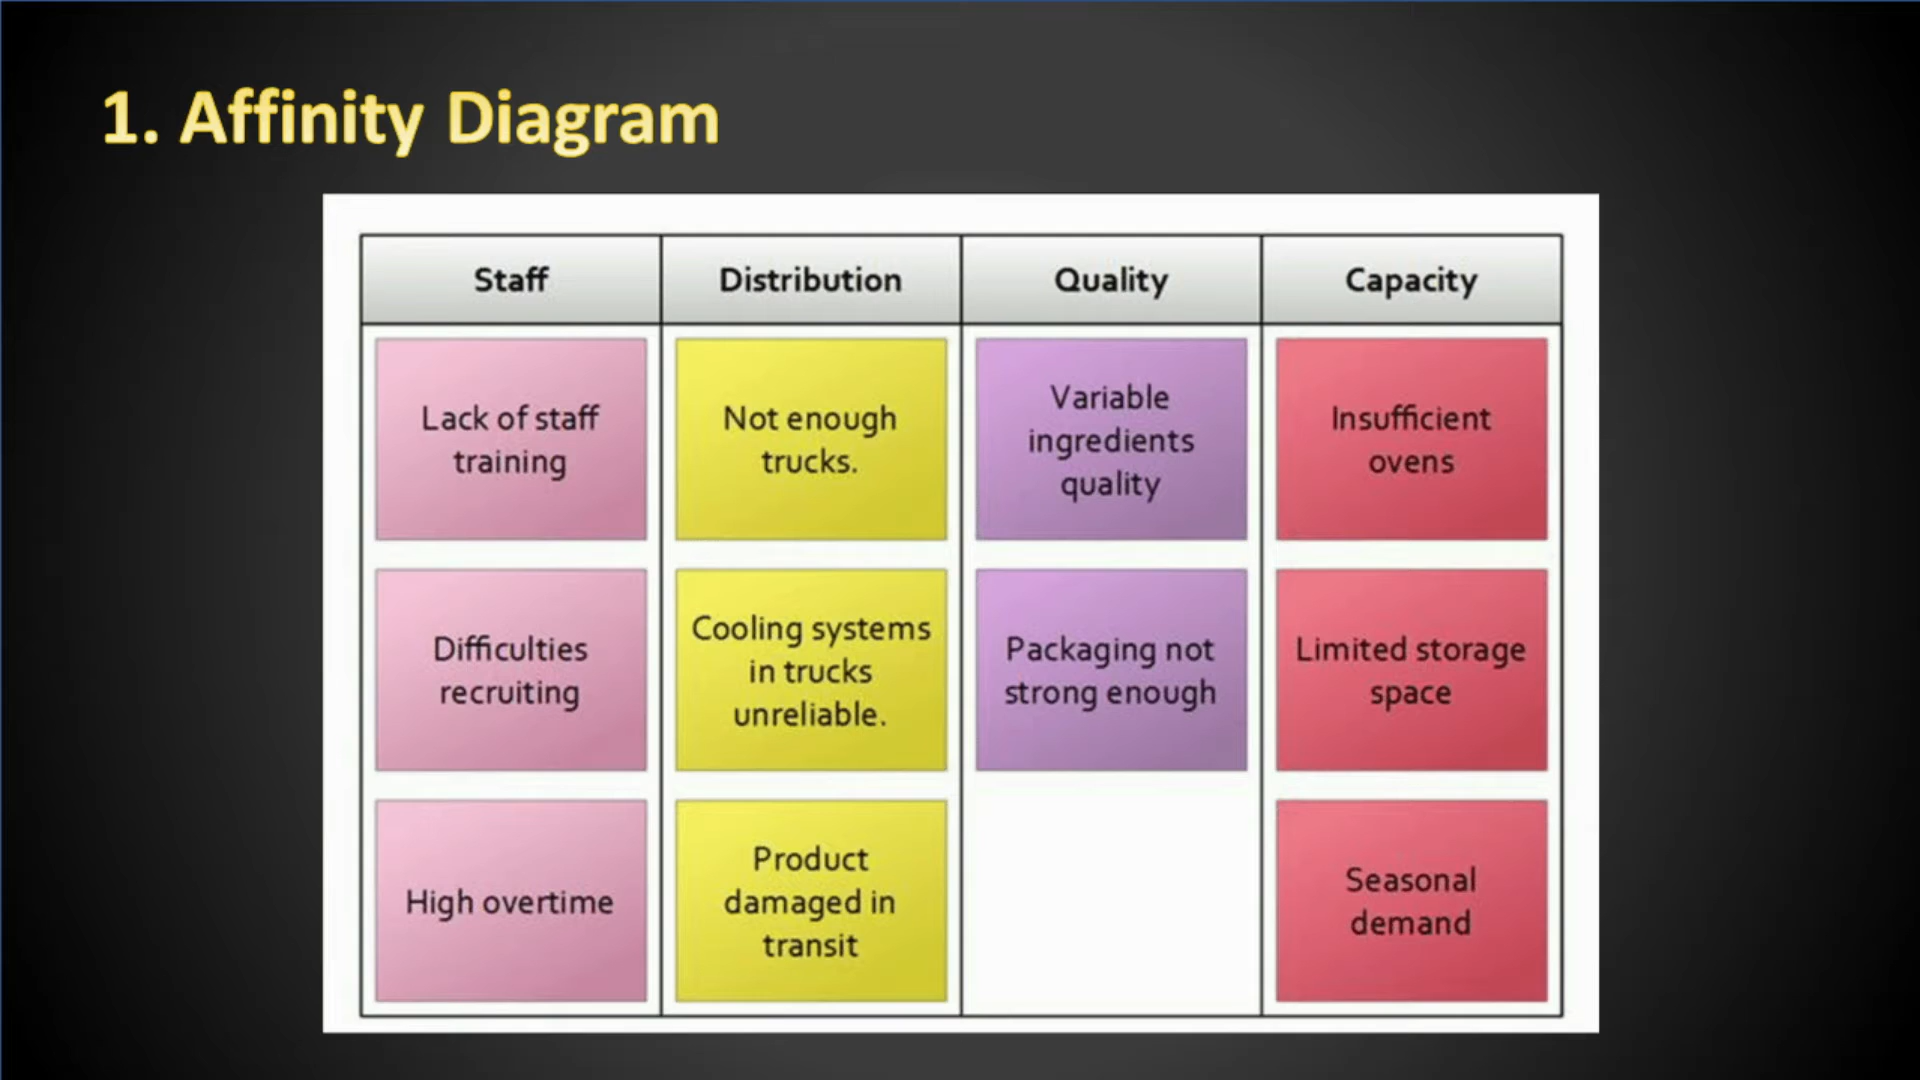 1. Affinity Diagram
Staff
Distribution
Quality
Capacity
Lack of staff
training
Not enough
trucks.
Variable
ingredients
quality
Insufficient
ovens
Difficulties
recruiting
Cooling systems
in trucks
unreliable.
Packaging not
strong enough
Limited storage
space
High overtime
Product
damaged in
transit
Seasonal
demand